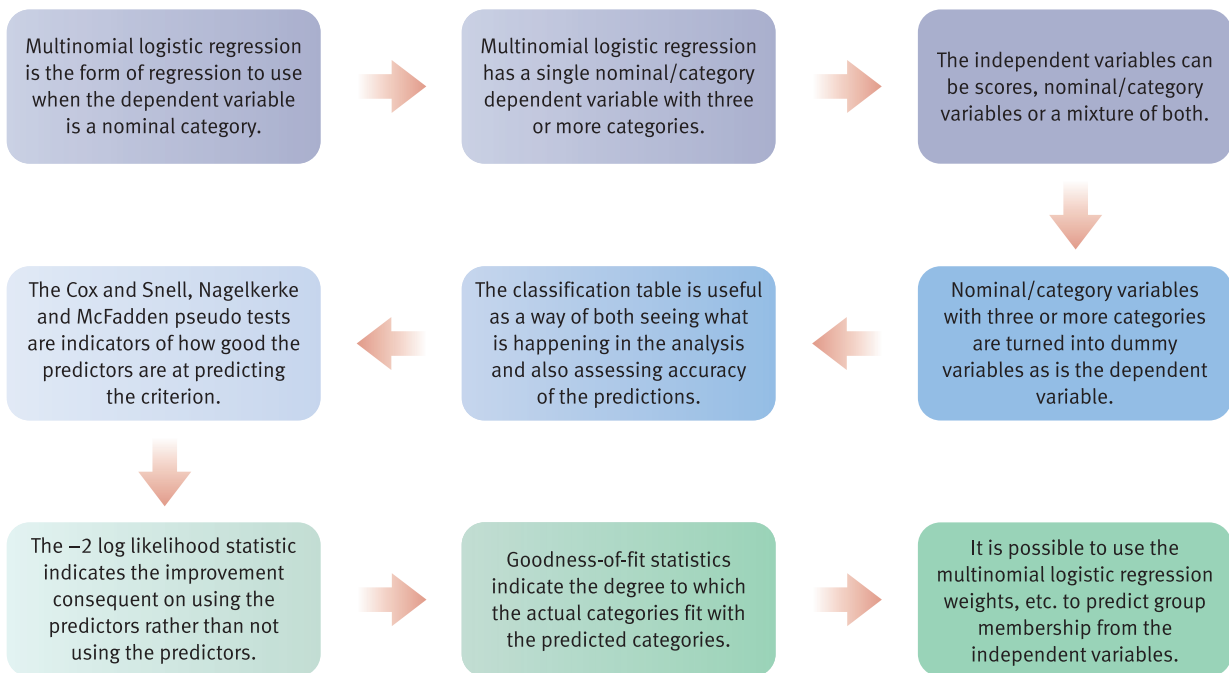 Multinomial logistic regression
is the form of regression to use
when the dependent variable
is a nominal category.
Multinomial logistic regression
has a single nominal/category
dependent variable with three
or more categories.
The independent variables can
be scores, nominal/category
variables or a mixture of both.
Nominal/category variables
with three or more categories
are turned into dummy
variables as is the dependent
variable.
The classification table is useful
as a way of both seeing what
is happening in the analysis
and also assessing accuracy
of the predictions.
The Cox and Snell, Nagelkerke
and McFadden pseudo tests
are indicators of how good the
predictors are at predicting
the criterion.
The −2 log likelihood statistic
indicates the improvement
consequent on using the
predictors rather than not
using the predictors.
Goodness-of-fit statistics
indicate the degree to which
the actual categories fit with
the predicted categories.
It is possible to use the
multinomial logistic regression
weights, etc. to predict group
membership from the
independent variables.